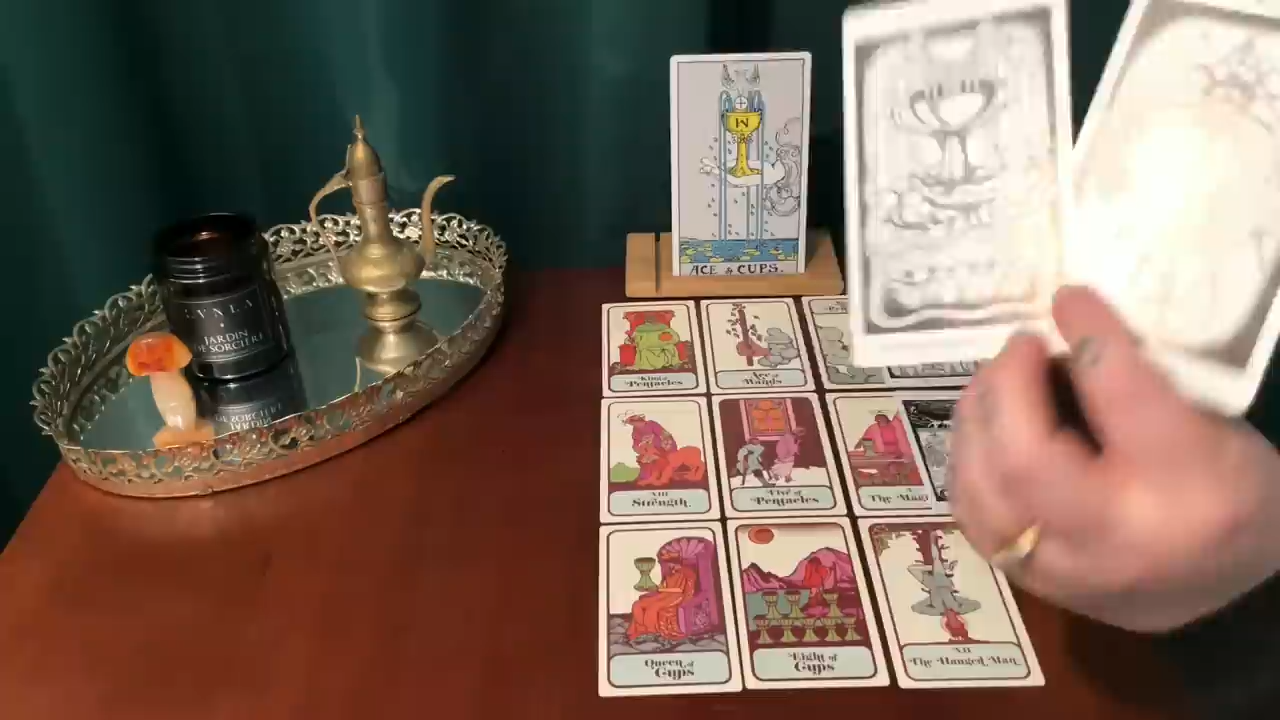 ACE of CUPS.
JARDIN
DE SORCIÈRE
King of
Pentacles
Ace of
Wands
VIII
Strength
Five of
Pentacles
The Magi
Queen of
Cups
Eight of
Cups
XII
The Hanged Man